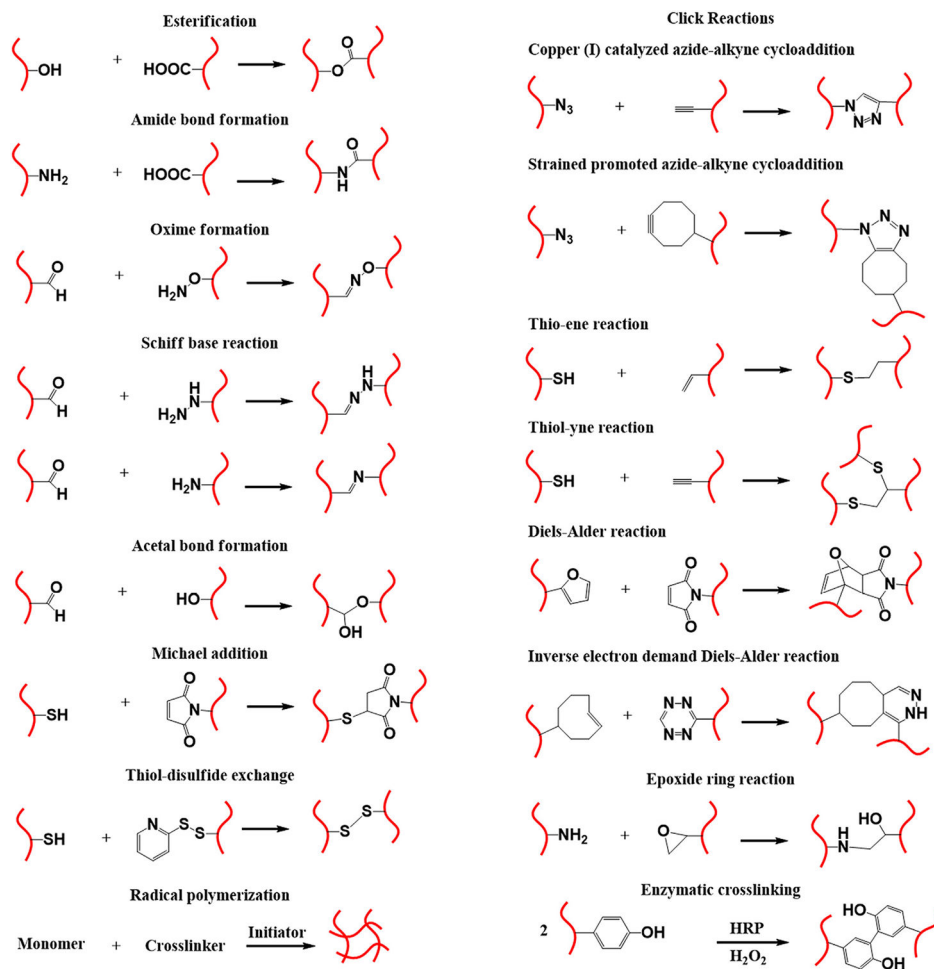 Esterification
OH + HOOC O O
Amide bond formation
NH2 + HOOC O N H
Oxime formation
O H + H2N O N O
Schiff base reaction
O H + H2N N H N N H
O H + H2N N
Acetal bond formation
O H + HO O OH
Michael addition
SH + O N O S O N O
Thiol-disulfide exchange
SH + N S S S S
Radical polymerization
Monomer + Crosslinker Initiator
Click Reactions
Copper (I) catalyzed azide-alkyne cycloaddition
N3 + N N N
Strained promoted azide-alkyne cycloaddition
N3 + N N N
Thio-ene reaction
SH + S
Thiol-yne reaction
SH + S S
Diels-Alder reaction
O + O N O O O N O
Inverse electron demand Diels-Alder reaction
+ N N N N N NH
Epoxide ring reaction
NH2 + O H N OH
Enzymatic crosslinking
2 OH HRP H2O2 HO OH